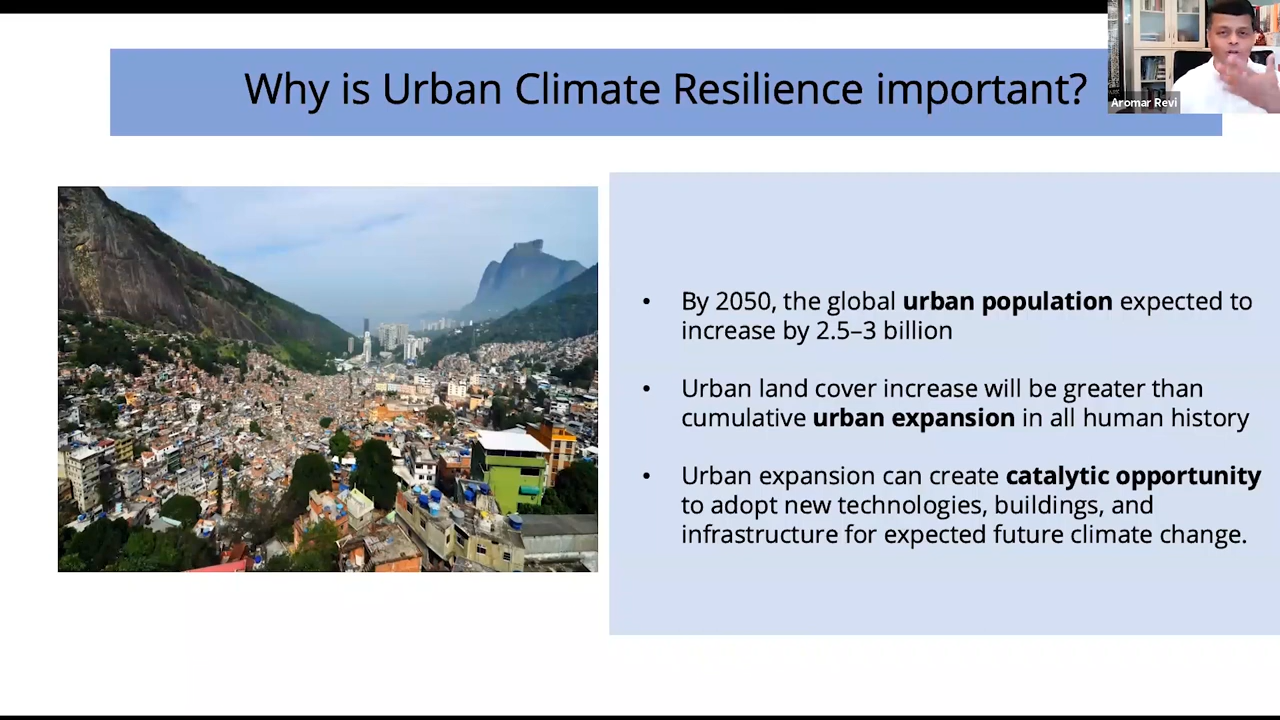 Why is Urban Climate Resilience important?
Aromar Revi
• By 2050, the global urban population expected to
increase by 2.5–3 billion
• Urban land cover increase will be greater than
cumulative urban expansion in all human history
• Urban expansion can create catalytic opportunity
to adopt new technologies, buildings, and
infrastructure for expected future climate change.